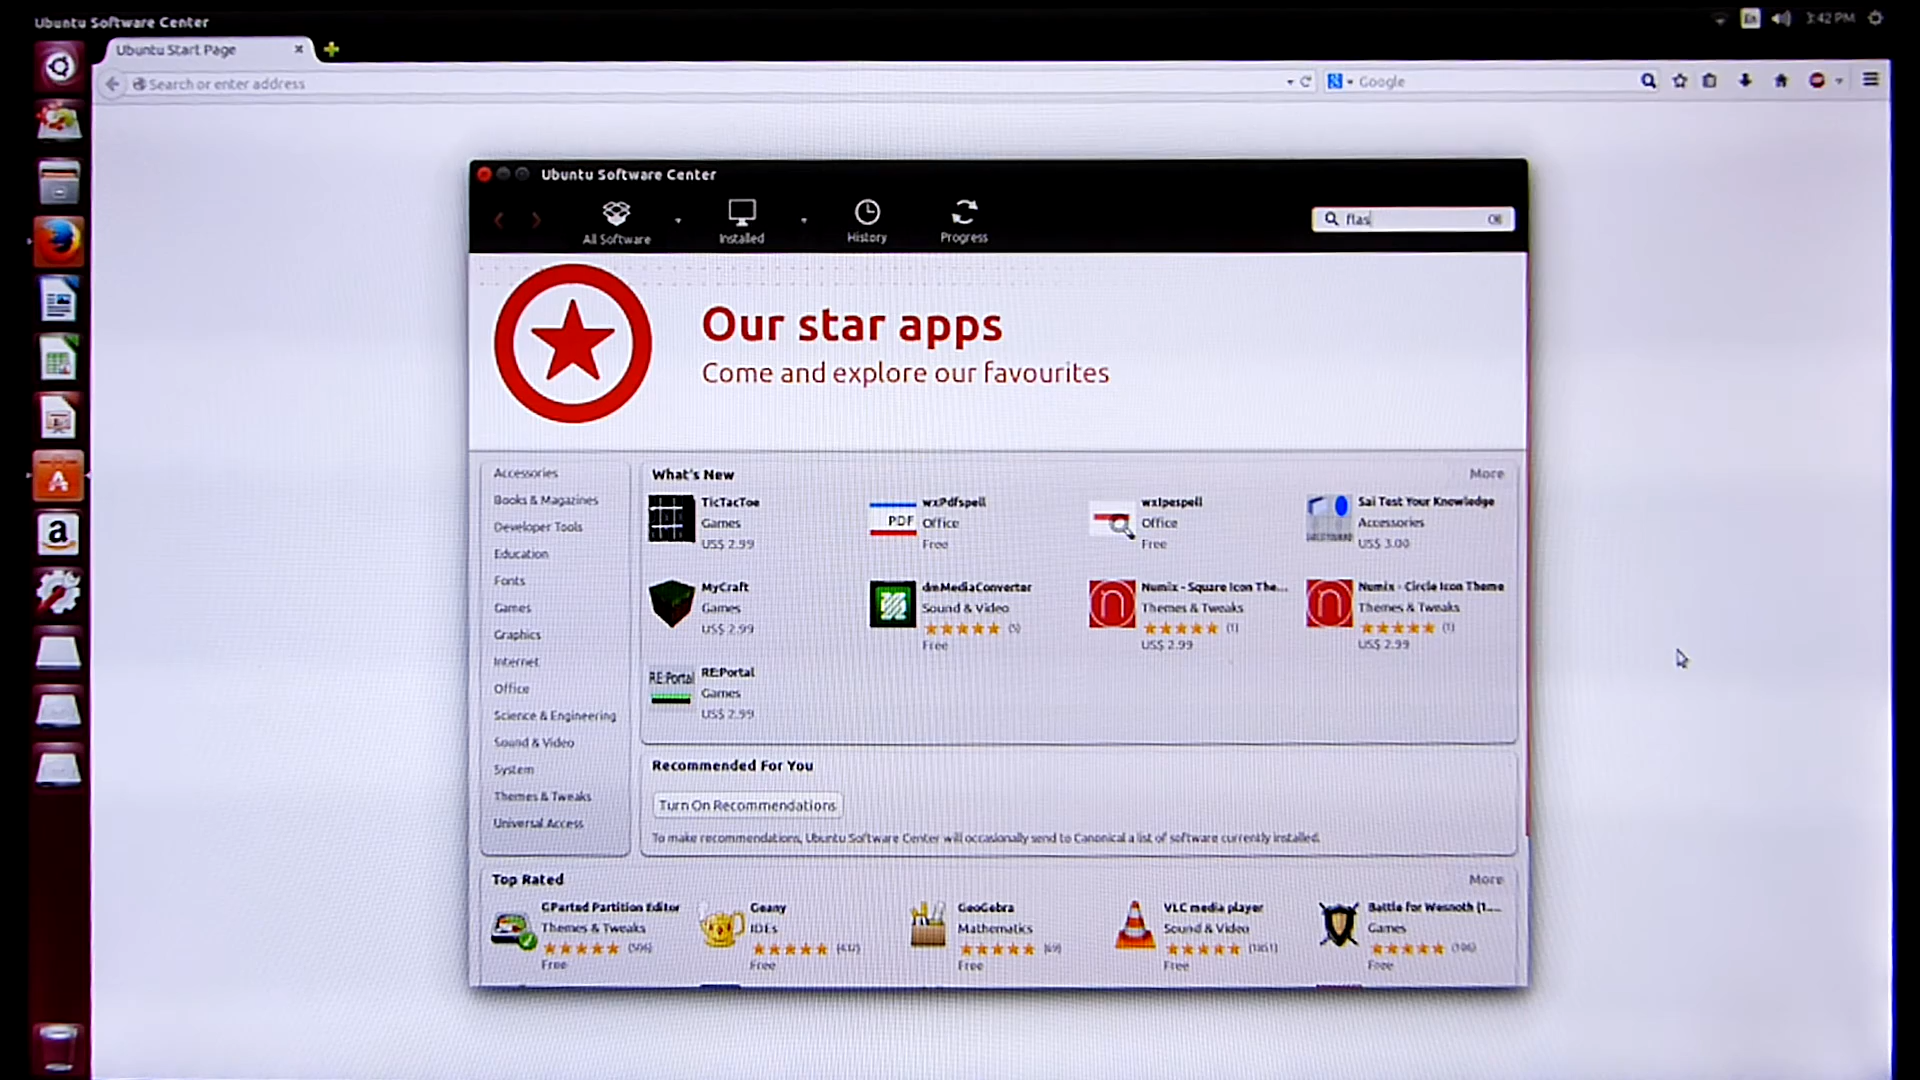 Ubuntu Software Center
3:42 PM
Ubuntu Start Page
Search or enter address
Google
Ubuntu Software Center
All Software
Installed
History
Progress
flas
Our star apps
Come and explore our favourites
Accessories
Books & Magazines
Developer Tools
Education
Fonts
Games
Graphics
Internet
Office
Science & Engineering
Sound & Video
System
Themes & Tweaks
Universal Access
What's New
More
TicTacToe
Games
US$ 2.99
PDF
wxPdfspell
Office
Free
wxIpespell
Office
Free
Sai Test Your Knowledge
Accessories
US$ 3.00
MyCraft
Games
US$ 2.99
dmMediaConverter
Sound & Video
(5)
Free
Numix - Square Icon The...
Themes & Tweaks
(1)
US$ 2.99
Numix - Circle Icon Theme
Themes & Tweaks
(1)
US$ 2.99
RE:Portal
RE:Portal
Games
US$ 2.99
Recommended For You
Turn On Recommendations
To make recommendations, Ubuntu Software Center will occasionally send to Canonical a list of software currently installed.
Top Rated
More
GParted Partition Editor
Themes & Tweaks
Free
Geany
IDEs
Free
GeoGebra
Mathematics
Free
VLC media player
Sound & Video
Free
Battle for Wesnoth (1....
Games
Free